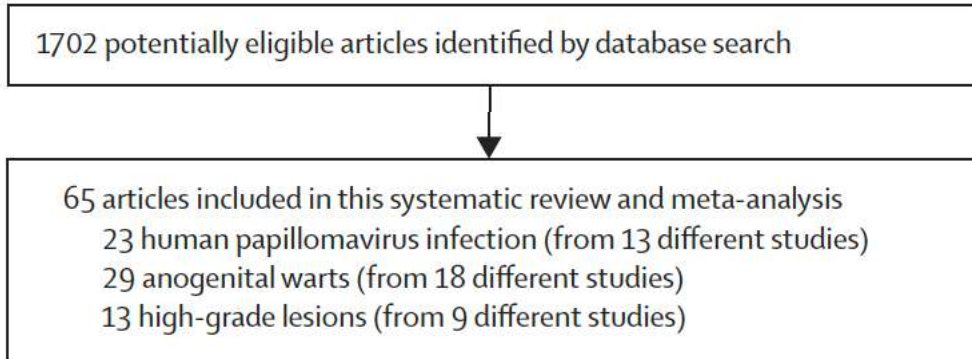 1702 potentially eligible articles identified by database search
65 articles included in this systematic review and meta-analysis
23 human papillomavirus infection (from 13 different studies)
29 anogenital warts (from 18 different studies)
13 high-grade lesions (from 9 different studies)